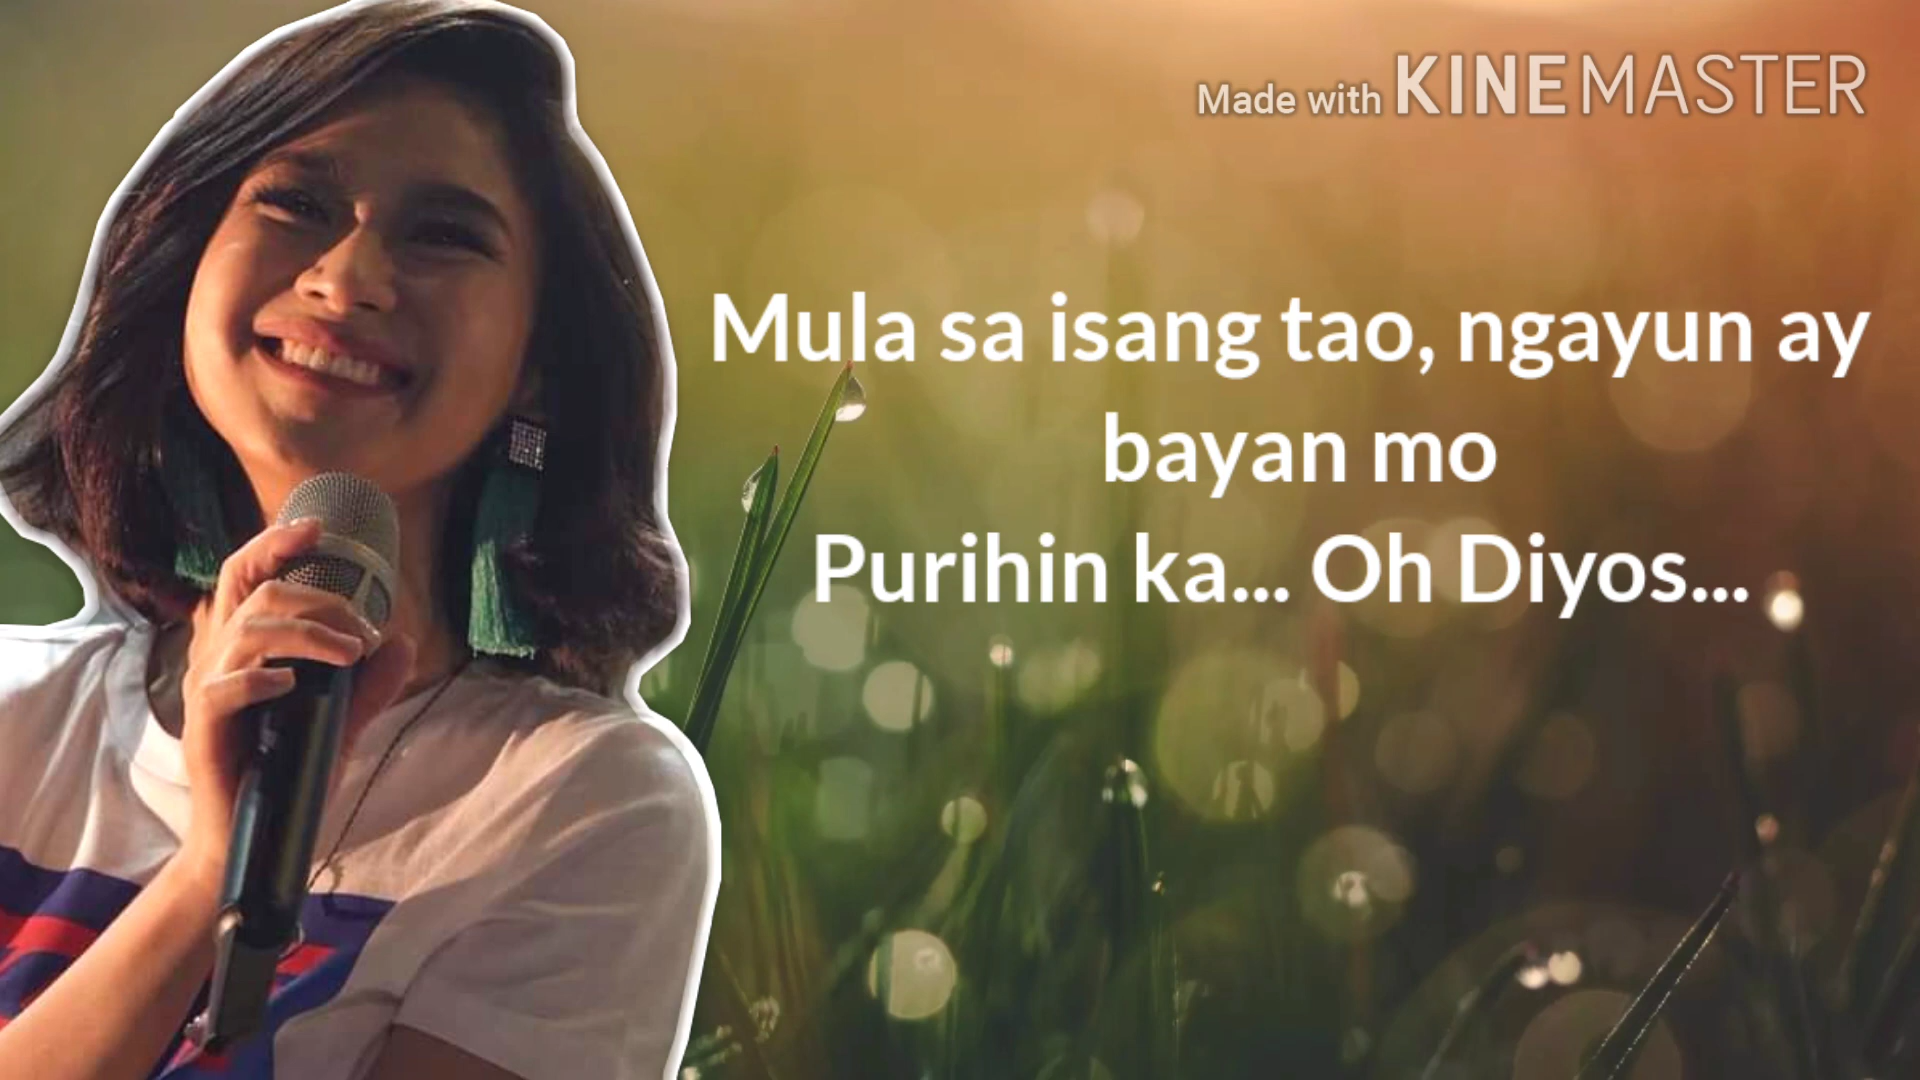 Made with KINEMASTER
Mula sa isang tao, ngayun ay
bayan mo
Purihin ka... Oh Diyos...